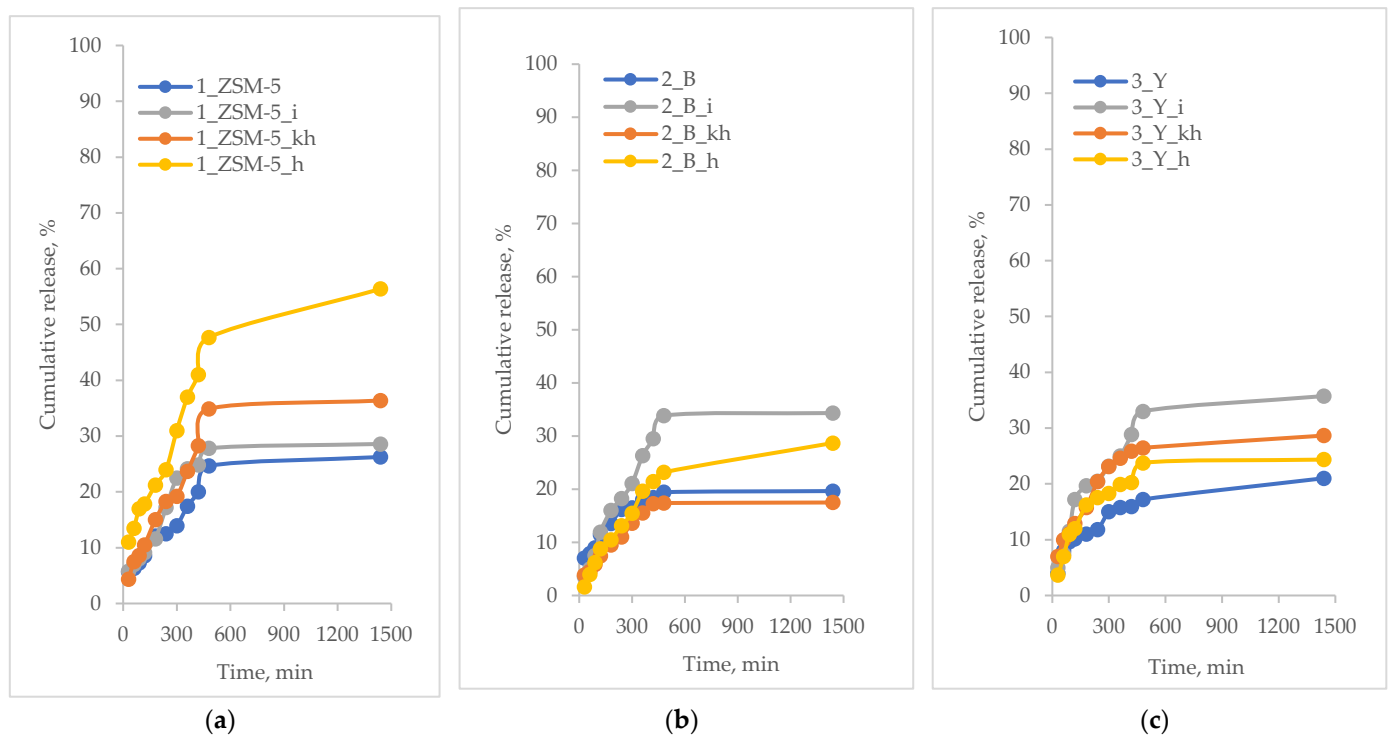 100
90
80
70
60
50
40
30
20
10
0
Cumulative release, %
1_ZSM-5
1_ZSM-5_i
1_ZSM-5_kh
1_ZSM-5_h
0 300 600 900 1200 1500
Time, min
(a)
100
90
80
70
60
50
40
30
20
10
0
Cumulative release, %
2_B
2_B_i
2_B_kh
2_B_h
0 300 600 900 1200 1500
Time, min
(b)
100
90
80
70
60
50
40
30
20
10
0
Cumulative release, %
3_Y
3_Y_i
3_Y_kh
3_Y_h
0 300 600 900 1200 1500
Time, min
(c)